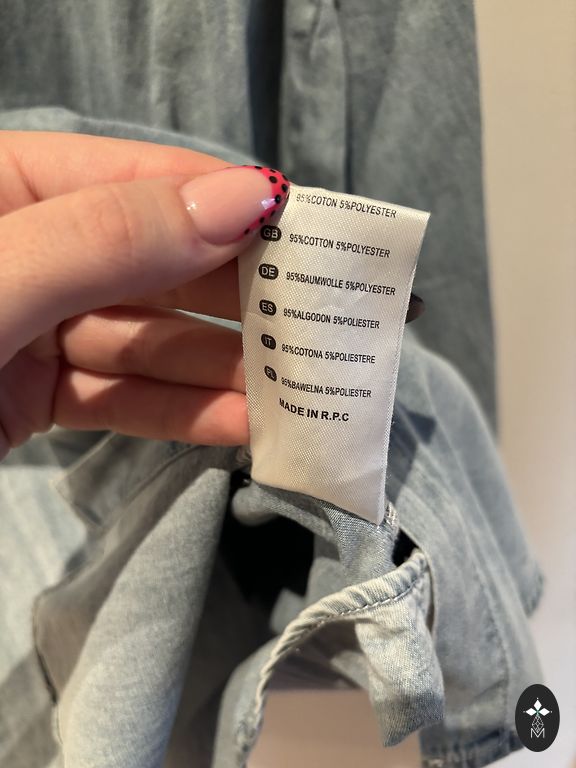 95%COTON 5%POLYESTER
GB 95%COTTON 5%POLYESTER
DE 95%BAUMWOLLE 5%POLYESTER
ES 95%ALGODON 5%POLIESTER
IT 95%COTONA 5%POLIESTERE
PL 95%BAWELNA 5%POLIESTER
MADE IN R.P.C
M